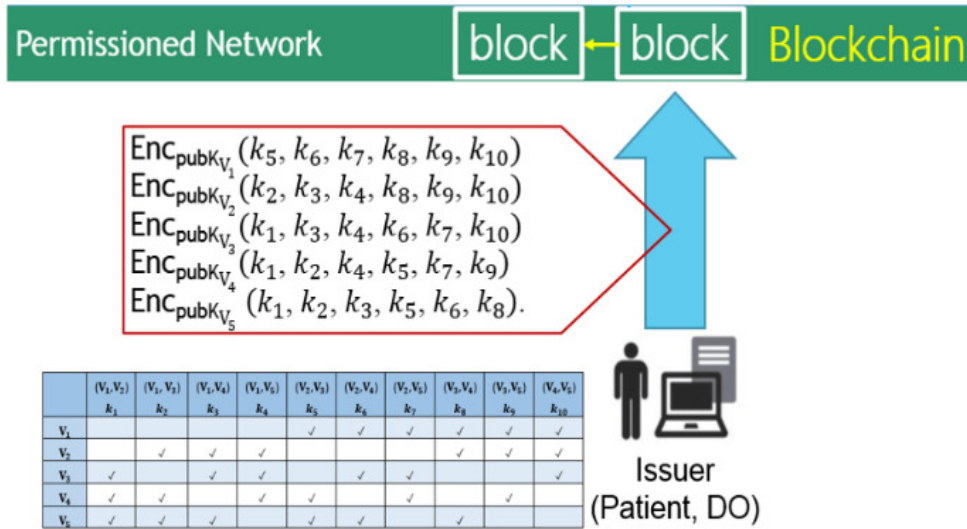 Permissioned Network block block Blockchain
Enc_pubK_V₁ (k₅, k₆, k₇, k₈, k₉, k₁₀)
Enc_pubK_V₂ (k₂, k₃, k₄, k₈, k₉, k₁₀)
Enc_pubK_V₃ (k₁, k₃, k₄, k₆, k₇, k₁₀)
Enc_pubK_V₄ (k₁, k₂, k₄, k₅, k₇, k₉)
Enc_pubK_V₅ (k₁, k₂, k₃, k₅, k₆, k₈).
(V₁,V₂) (V₁, V₃) (V₁,V₄) (V₁,V₅) (V₂,V₃) (V₂,V₄) (V₂,V₅) (V₃,V₄) (V₃,V₅) (V₄,V₅)
k₁ k₂ k₃ k₄ k₅ k₆ k₇ k₈ k₉ k₁₀
V₁ ✓ ✓ ✓ ✓ ✓ ✓
V₂ ✓ ✓ ✓ ✓ ✓ ✓
V₃ ✓ ✓ ✓ ✓ ✓ ✓
V₄ ✓ ✓ ✓ ✓ ✓ ✓
V₅ ✓ ✓ ✓ ✓ ✓ ✓
Issuer
(Patient, DO)